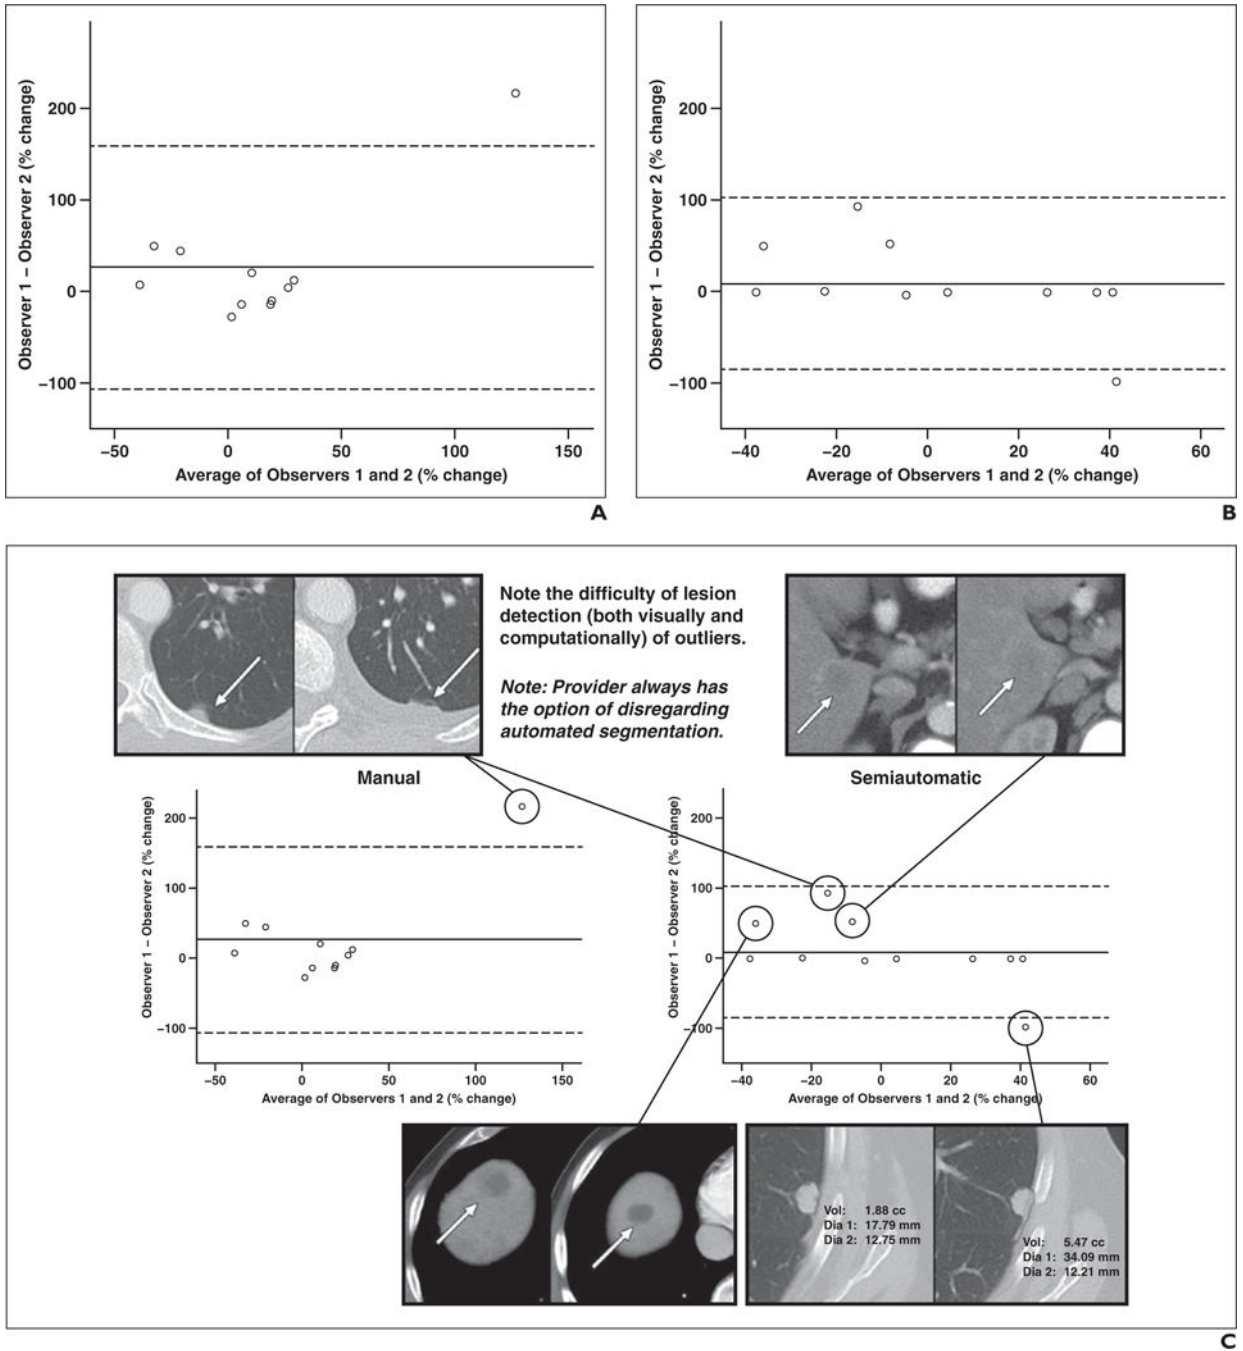 Observer 1 – Observer 2 (% change)
200
100
0
−100
−50
0
50
100
150
Average of Observers 1 and 2 (% change)
A
Observer 1 – Observer 2 (% change)
200
100
0
−100
−40
−20
0
20
40
60
Average of Observers 1 and 2 (% change)
B
Note the difficulty of lesion
detection (both visually and
computationally) of outliers.
Note: Provider always has
the option of disregarding
automated segmentation.
Manual
Observer 1 – Observer 2 (% change)
200
100
0
−100
−50
0
50
100
150
Average of Observers 1 and 2 (% change)
Semiautomatic
Observer 1 – Observer 2 (% change)
200
100
0
−100
−40
−20
0
20
40
60
Average of Observers 1 and 2 (% change)
Vol: 1.88 cc
Dia 1: 17.79 mm
Dia 2: 12.75 mm
Vol: 5.47 cc
Dia 1: 34.09 mm
Dia 2: 12.21 mm
C